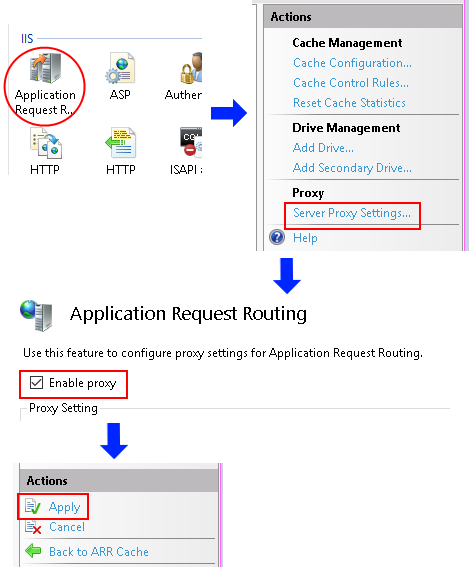 IIS
Application
Request R...
ASP
Authen
HTTP
HTTP
ISAPI a
Actions
Cache Management
Cache Configuration...
Cache Control Rules...
Reset Cache Statistics
Drive Management
Add Drive...
Add Secondary Drive...
Proxy
Server Proxy Settings...
Help
Application Request Routing
Use this feature to configure proxy settings for Application Request Routing.
Enable proxy
Proxy Setting
Actions
Apply
Cancel
Back to ARR Cache